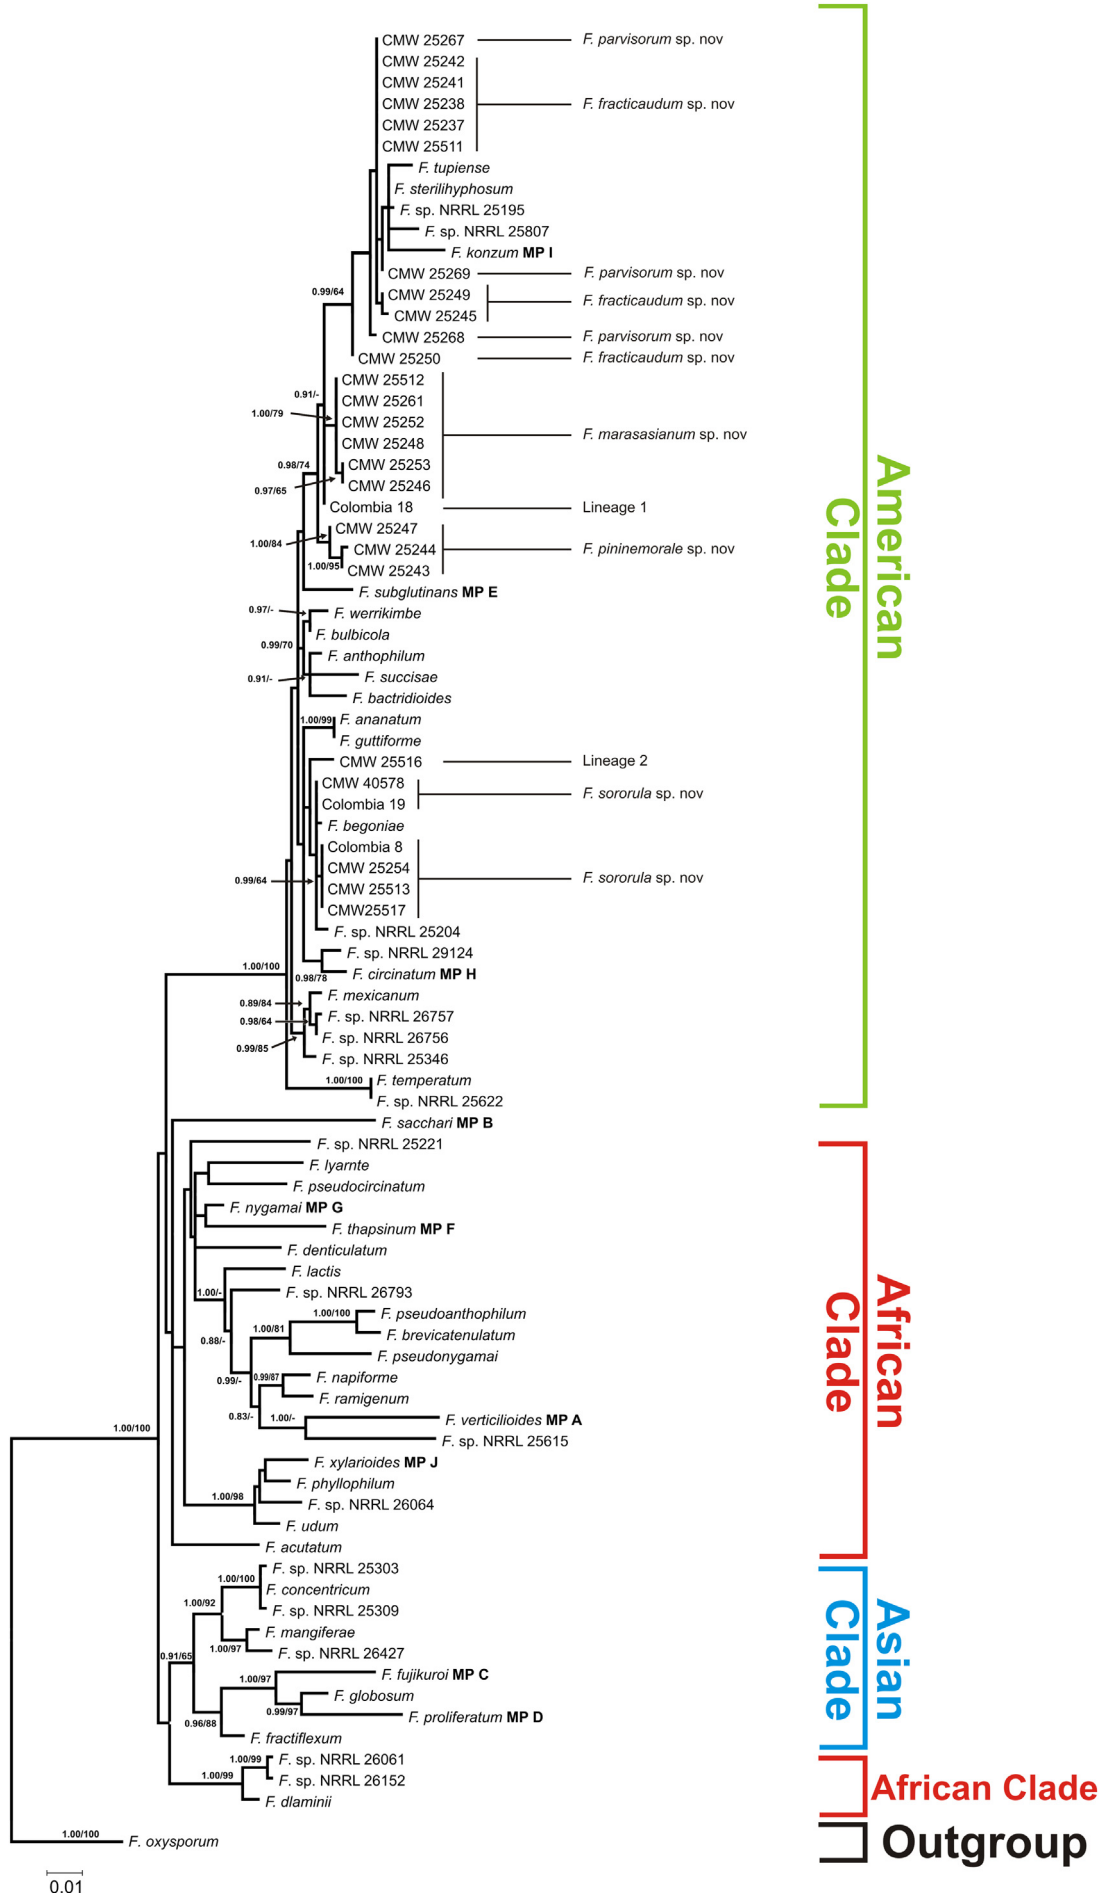 CMW 25267 F. parvisorum sp. nov
CMW 25242
CMW 25241
CMW 25238 F. fracticaudum sp. nov
CMW 25237
CMW 25511
F. tupiense
F. sterilihyphosum
F. sp. NRRL 25195
F. sp. NRRL 25807
F. konzum MP I
CMW 25269 F. parvisorum sp. nov
0.99/64
CMW 25249
F. fracticaudum sp. nov
CMW 25245
CMW 25268 F. parvisorum sp. nov
CMW 25250 F. fracticaudum sp. nov
CMW 25512
0.91/-
CMW 25261
1.00/79
CMW 25252
F. marasasianum sp. nov
CMW 25248
0.98/74
CMW 25253
0.97/65
CMW 25246
Colombia 18 Lineage 1
CMW 25247
1.00/84
CMW 25244 F. pininemorale sp. nov
1.00/95
CMW 25243
F. subglutinans MP E
0.97/-
F. werrikimbe
F. bulbicola
0.99/70
F. anthophilum
0.91/-
F. succisae
F. bactridioides
1.00/99
F. ananatum
F. guttiforme
CMW 25516 Lineage 2
CMW 40578
F. sororula sp. nov
Colombia 19
F. begoniae
Colombia 8
CMW 25254
0.99/64
F. sororula sp. nov
CMW 25513
CMW25517
F. sp. NRRL 25204
F. sp. NRRL 29124
1.00/100
0.98/78
F. circinatum MP H
F. mexicanum
0.89/84
F. sp. NRRL 26757
0.98/64
F. sp. NRRL 26756
0.99/85
F. sp. NRRL 25346
1.00/100
F. temperatum
F. sp. NRRL 25622
American
Clade
F. sacchari MP B
F. sp. NRRL 25221
F. lyarnte
F. pseudocircinatum
F. nygamai MP G
F. thapsinum MP F
F. denticulatum
F. lactis
1.00/-
F. sp. NRRL 26793
1.00/100
F. pseudoanthophilum
0.88/-
1.00/81
F. brevicatenulatum
F. pseudonygamai
0.99/-
0.99/87
F. napiforme
F. ramigenum
0.83/-
1.00/-
F. verticilioides MP A
1.00/100
F. sp. NRRL 25615
F. xylarioides MP J
F. phyllophilum
1.00/98
F. sp. NRRL 26064
F. udum
F. acutatum
African
Clade
F. sp. NRRL 25303
1.00/100
F. concentricum
1.00/92
F. sp. NRRL 25309
F. mangiferae
1.00/97
F. sp. NRRL 26427
0.91/65
F. fujikuroi MP C
1.00/97
F. globosum
0.99/97
F. proliferatum MP D
0.96/88
F. fractiflexum
Asian
Clade
1.00/99
F. sp. NRRL 26061
1.00/99
F. sp. NRRL 26152
F. dlaminii
African Clade
1.00/100
F. oxysporum
Outgroup
0.01